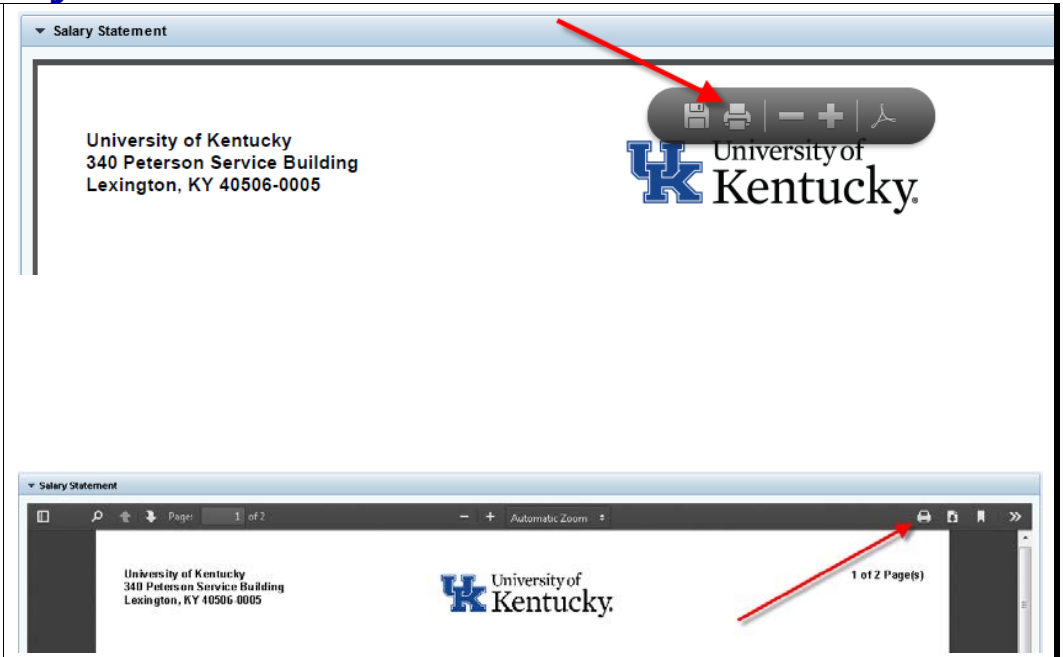 Salary Statement
University of Kentucky
340 Peterson Service Building
Lexington, KY 40506-0005
UK
University of
Kentucky.
Salary Statement
Page: 1 of 2
Automatic Zoom
University of Kentucky
340 Peterson Service Building
Lexington, KY 40506-0005
UK
University of
Kentucky.
1 of 2 Page(s)